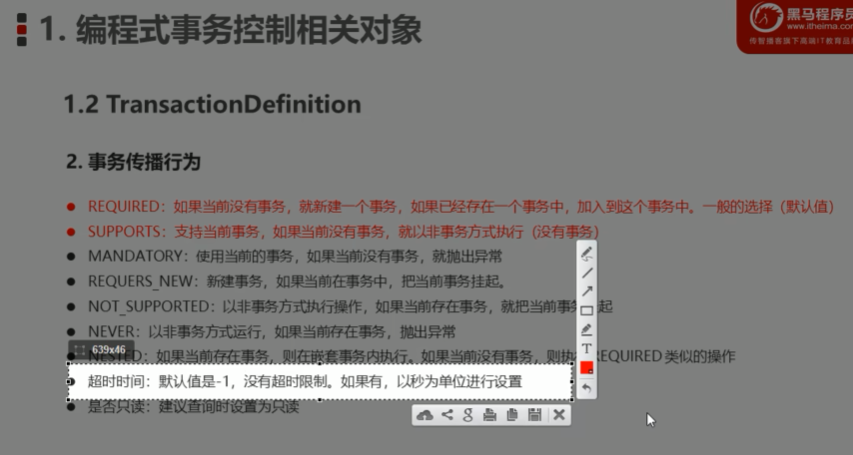 1. 编程式事务控制相关对象
黑马程序员
www.itheima.com
传智播客旗下高端IT教育品
1.2 TransactionDefinition
2. 事务传播行为
REQUIRED：如果当前没有事务，就新建一个事务，如果已经存在一个事务中，加入到这个事务中。一般的选择（默认值）
SUPPORTS：支持当前事务，如果当前没有事务，就以非事务方式执行（没有事务）
MANDATORY：使用当前的事务，如果当前没有事务，就抛出异常
REQUERS_NEW：新建事务，如果当前在事务中，把当前事务挂起。
NOT_SUPPORTED：以非事务方式执行操作，如果当前存在事务，就把当前事务 起
NEVER：以非事务方式运行，如果当前存在事务，抛出异常
639x46
NESTED：如果当前存在事务，则在嵌套事务内执行。如果当前没有事务，则执 REQUIRED 类似的操作
超时时间：默认值是-1，没有超时限制。如果有，以秒为单位进行设置
是否只读：建议查询时设置为只读